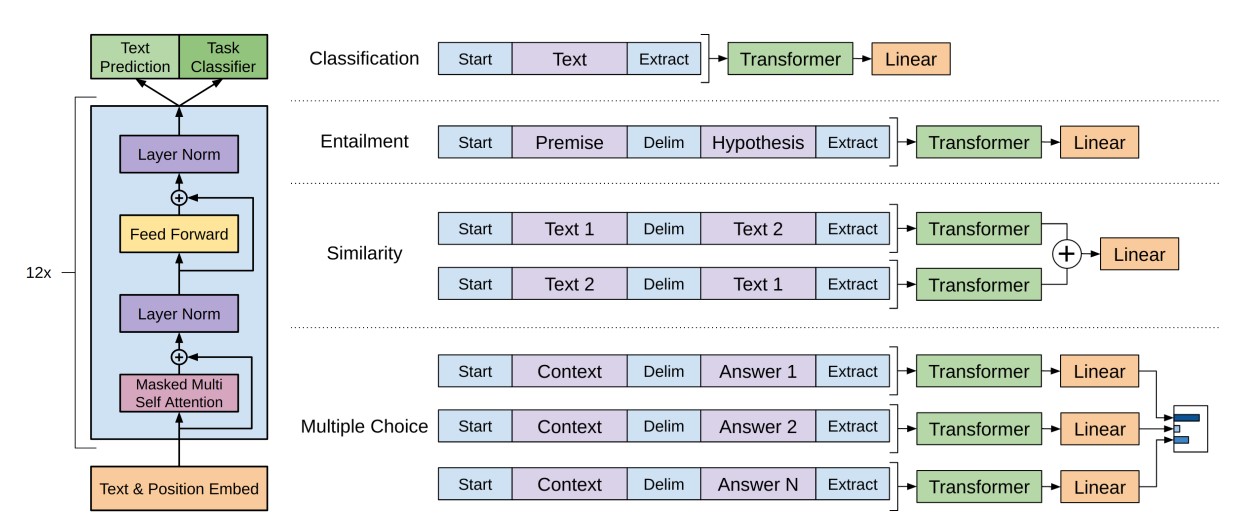 Text
Prediction
Task
Classifier
12x
Layer Norm
Feed Forward
Layer Norm
Masked Multi
Self Attention
Text & Position Embed
Classification
Start Text Extract Transformer Linear
Entailment
Start Premise Delim Hypothesis Extract Transformer Linear
Similarity
Start Text 1 Delim Text 2 Extract Transformer
+ Linear
Start Text 2 Delim Text 1 Extract Transformer
Multiple Choice
Start Context Delim Answer 1 Extract Transformer Linear
Start Context Delim Answer 2 Extract Transformer Linear
Start Context Delim Answer N Extract Transformer Linear